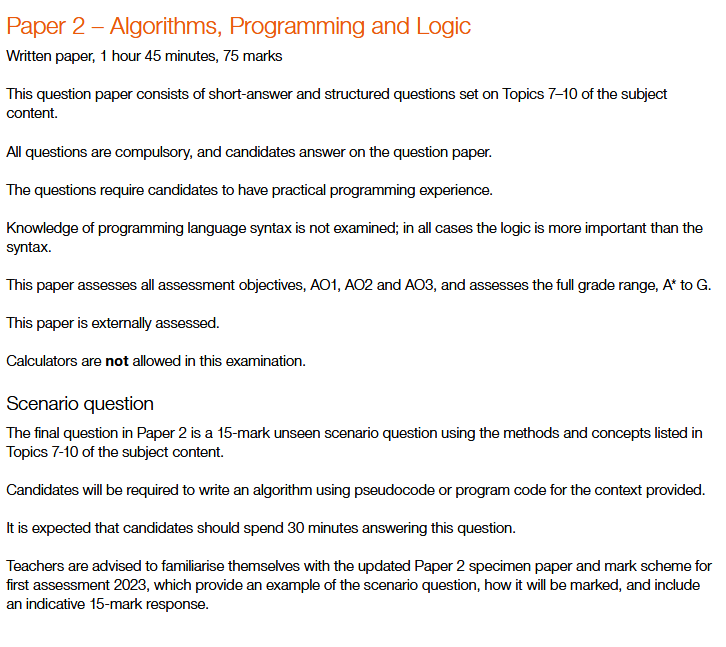 Paper 2 – Algorithms, Programming and Logic
Written paper, 1 hour 45 minutes, 75 marks
This question paper consists of short-answer and structured questions set on Topics 7–10 of the subject
content.
All questions are compulsory, and candidates answer on the question paper.
The questions require candidates to have practical programming experience.
Knowledge of programming language syntax is not examined; in all cases the logic is more important than the
syntax.
This paper assesses all assessment objectives, AO1, AO2 and AO3, and assesses the full grade range, A* to G.
This paper is externally assessed.
Calculators are not allowed in this examination.
Scenario question
The final question in Paper 2 is a 15-mark unseen scenario question using the methods and concepts listed in
Topics 7-10 of the subject content.
Candidates will be required to write an algorithm using pseudocode or program code for the context provided.
It is expected that candidates should spend 30 minutes answering this question.
Teachers are advised to familiarise themselves with the updated Paper 2 specimen paper and mark scheme for
first assessment 2023, which provide an example of the scenario question, how it will be marked, and include
an indicative 15-mark response.